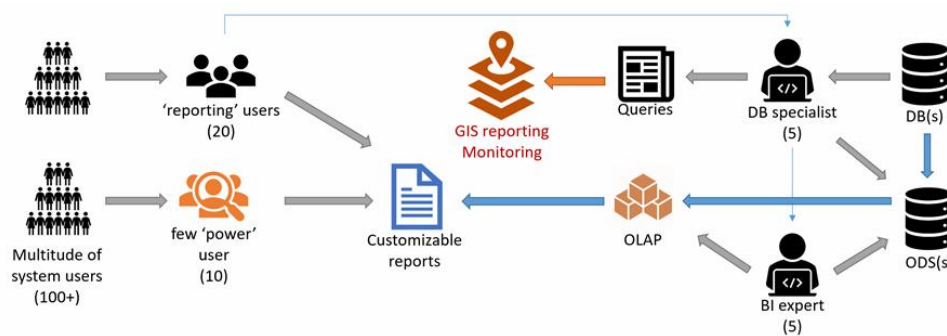 'reporting' users
(20)
GIS reporting
Monitoring
Queries
DB specialist
(5)
DB(s)
Multitude of
system users
(100+)
few 'power'
user
(10)
Customizable
reports
OLAP
BI expert
(5)
ODS(s